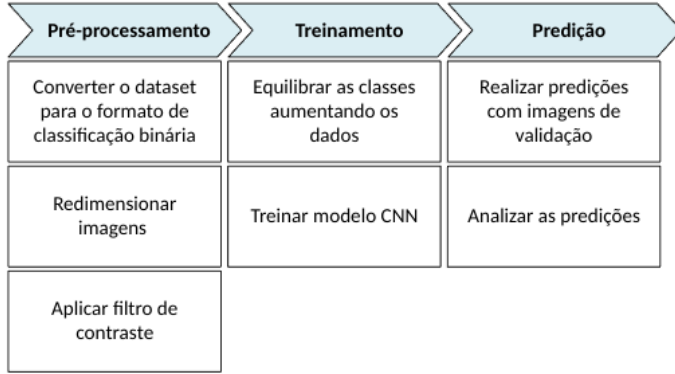 Pré-processamento
Treinamento
Predição
Converter o dataset
para o formato de
classificação binária
Equilibrar as classes
aumentando os
dados
Realizar predições
com imagens de
validação
Redimensionar
imagens
Treinar modelo CNN
Analizar as predições
Aplicar filtro de
contraste